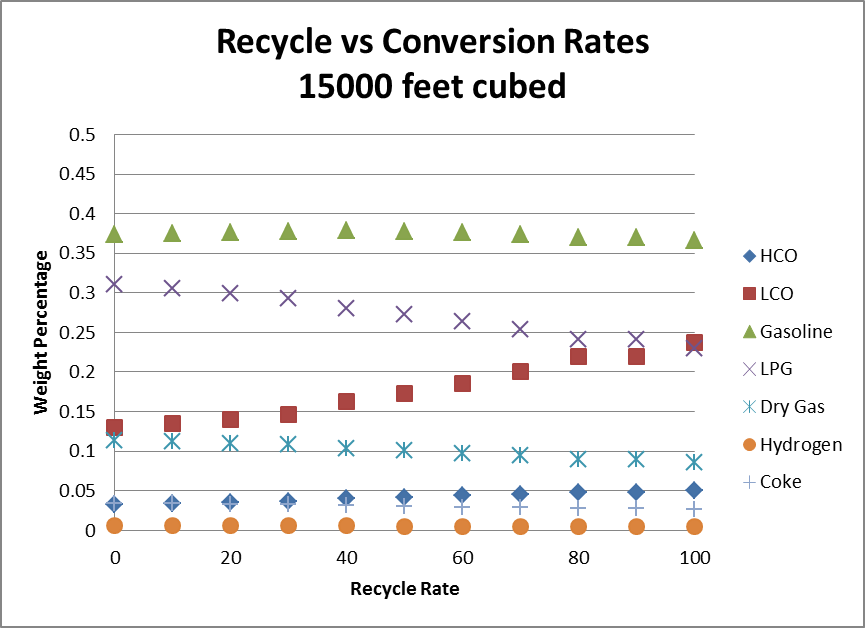 Recycle vs Conversion Rates
15000 feet cubed
Weight Percentage
0.5
0.45
0.4
0.35
0.3
0.25
0.2
0.15
0.1
0.05
0
0 20 40 60 80 100
Recycle Rate
HCO
LCO
Gasoline
LPG
Dry Gas
Hydrogen
Coke